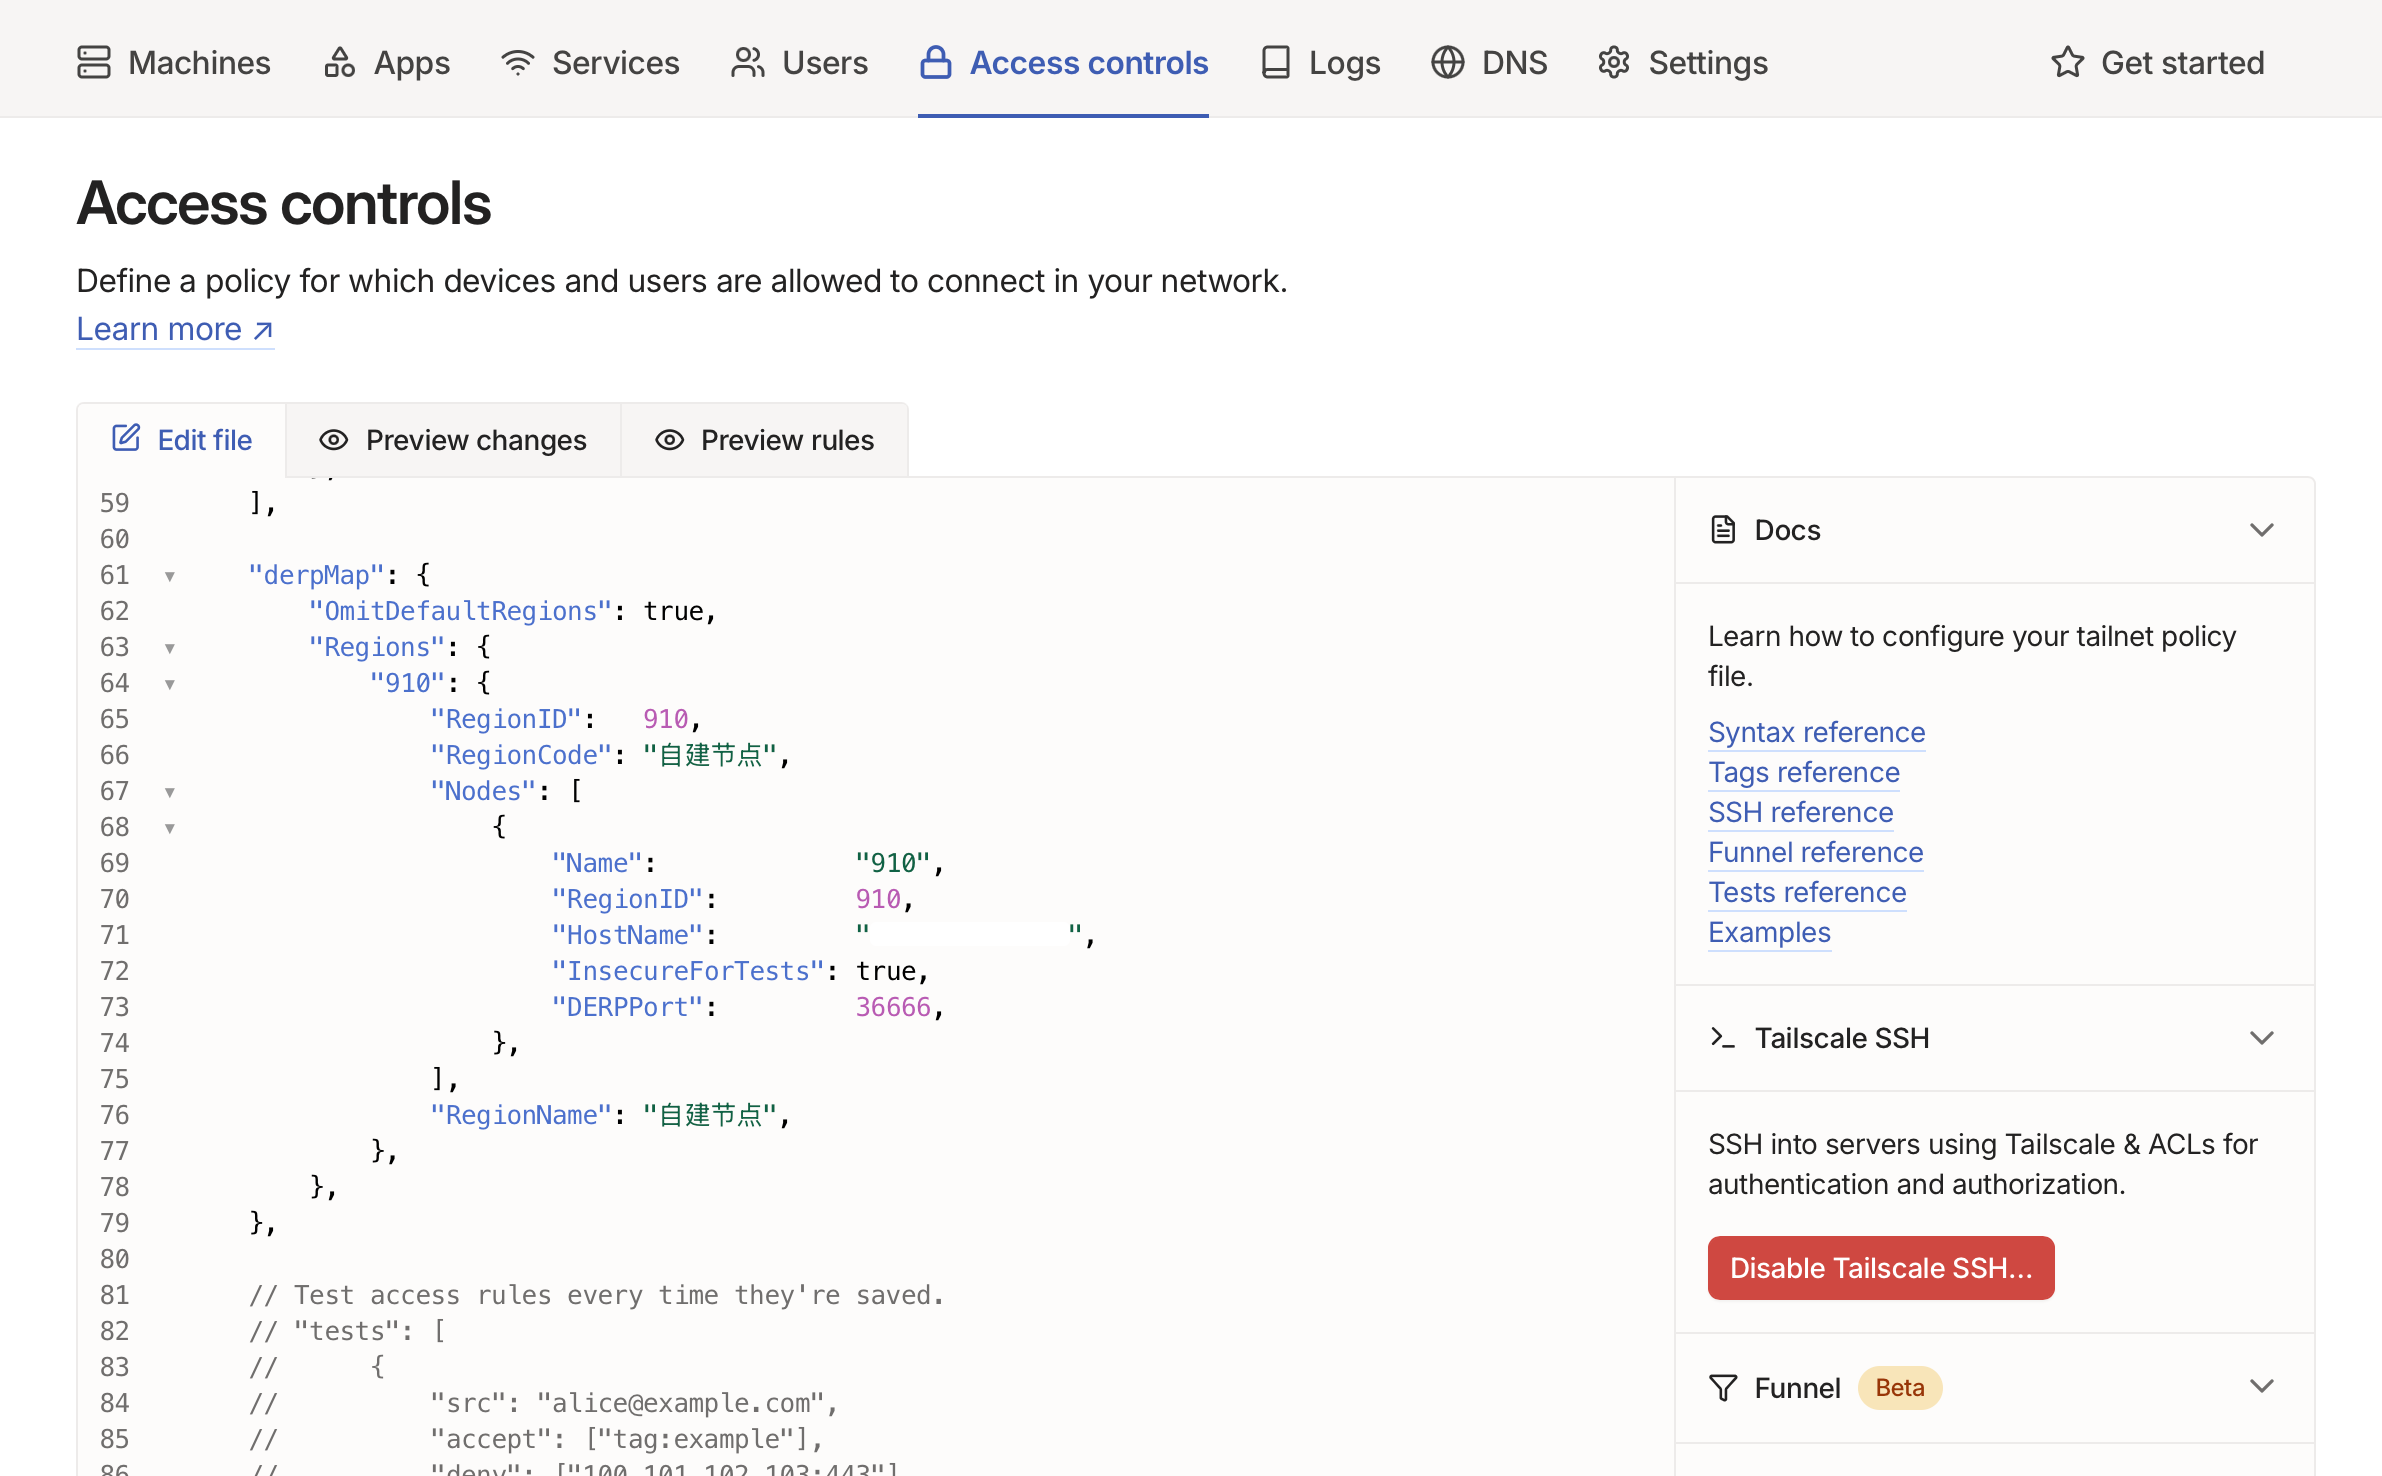 Machines Apps Services Users Access controls Logs DNS Settings Get started
Access controls
Define a policy for which devices and users are allowed to connect in your network.
Learn more ↗
Edit file Preview changes Preview rules
59 ],
60
61 "derpMap": {
62 "OmitDefaultRegions": true,
63 "Regions": {
64 "910": {
65 "RegionID": 910,
66 "RegionCode": "自建节点",
67 "Nodes": [
68 {
69 "Name": "910",
70 "RegionID": 910,
71 "HostName": " ",
72 "InsecureForTests": true,
73 "DERPPort": 36666,
74 },
75 ],
76 "RegionName": "自建节点",
77 },
78 },
79 },
80
81 // Test access rules every time they're saved.
82 // "tests": [
83 // {
84 // "src": "alice@example.com",
85 // "accept": ["tag:example"],
86 // "deny": ["100.101.102.103:443"]
Docs
Learn how to configure your tailnet policy
file.
Syntax reference
Tags reference
SSH reference
Funnel reference
Tests reference
Examples
Tailscale SSH
SSH into servers using Tailscale & ACLs for
authentication and authorization.
Disable Tailscale SSH...
Funnel Beta